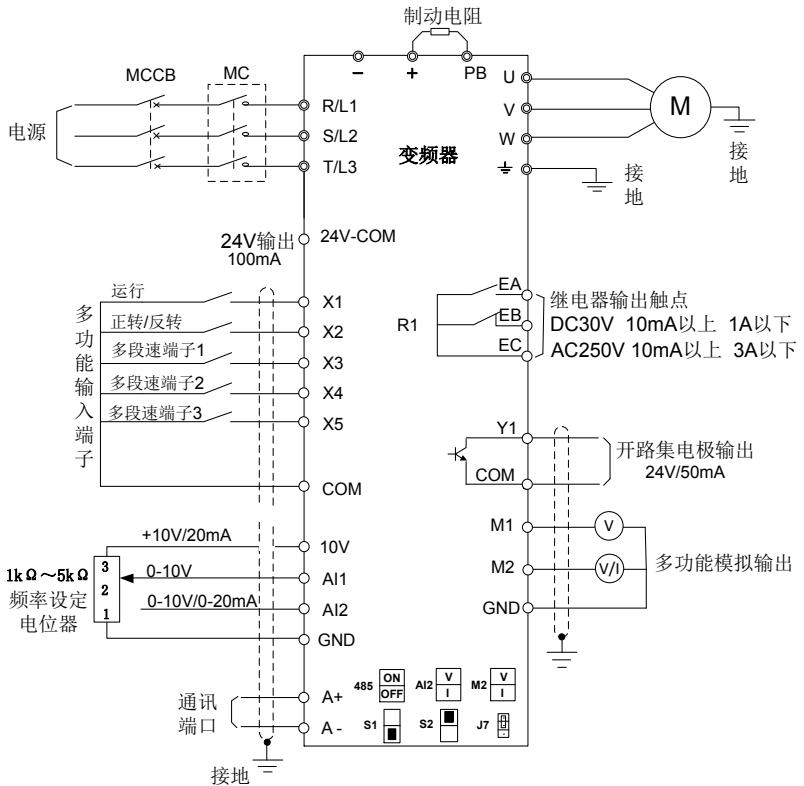 制动电阻
MCCB
MC
−
+
PB
U
V
W
M
电源
R/L1
S/L2
T/L3
变频器
接地
接地
24V输出
100mA
24V-COM
多功能输入端子
运行
正转/反转
多段速端子1
多段速端子2
多段速端子3
X1
X2
X3
X4
X5
COM
R1
EA
EB
EC
继电器输出触点
DC30V 10mA以上 1A以下
AC250V 10mA以上 3A以下
Y1
COM
开路集电极输出
24V/50mA
+10V/20mA
10V
1kΩ～5kΩ
频率设定
电位器
3
2
1
0-10V
AI1
0-10V/0-20mA
AI2
GND
M1
V
M2
V/I
GND
多功能模拟输出
通讯
端口
A+
A -
接地
485
ON
OFF
AI2
V
I
M2
V
I
S1
S2
J7